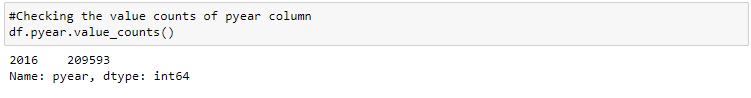 #Checking the value counts of pyear column
df.pyear.value_counts()
2016    209593
Name: pyear, dtype: int64